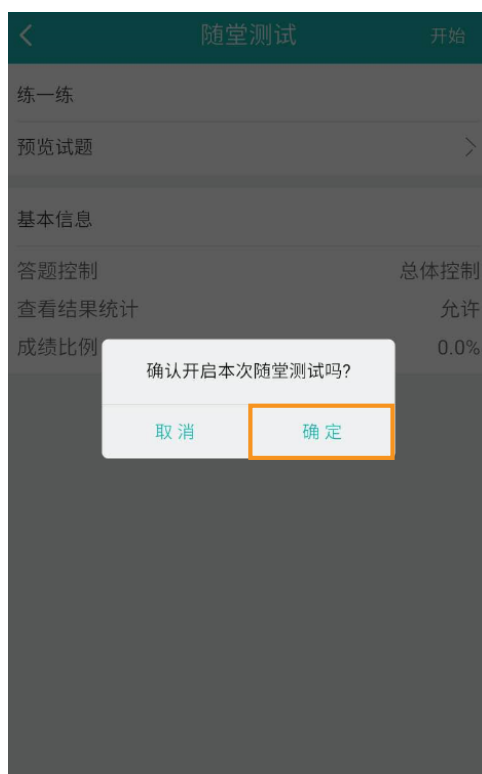 随堂测试 开始
练一练
预览试题
基本信息
答题控制 总体控制
查看结果统计 允许
成绩比例 0.0%
确认开启本次随堂测试吗?
取消 确定